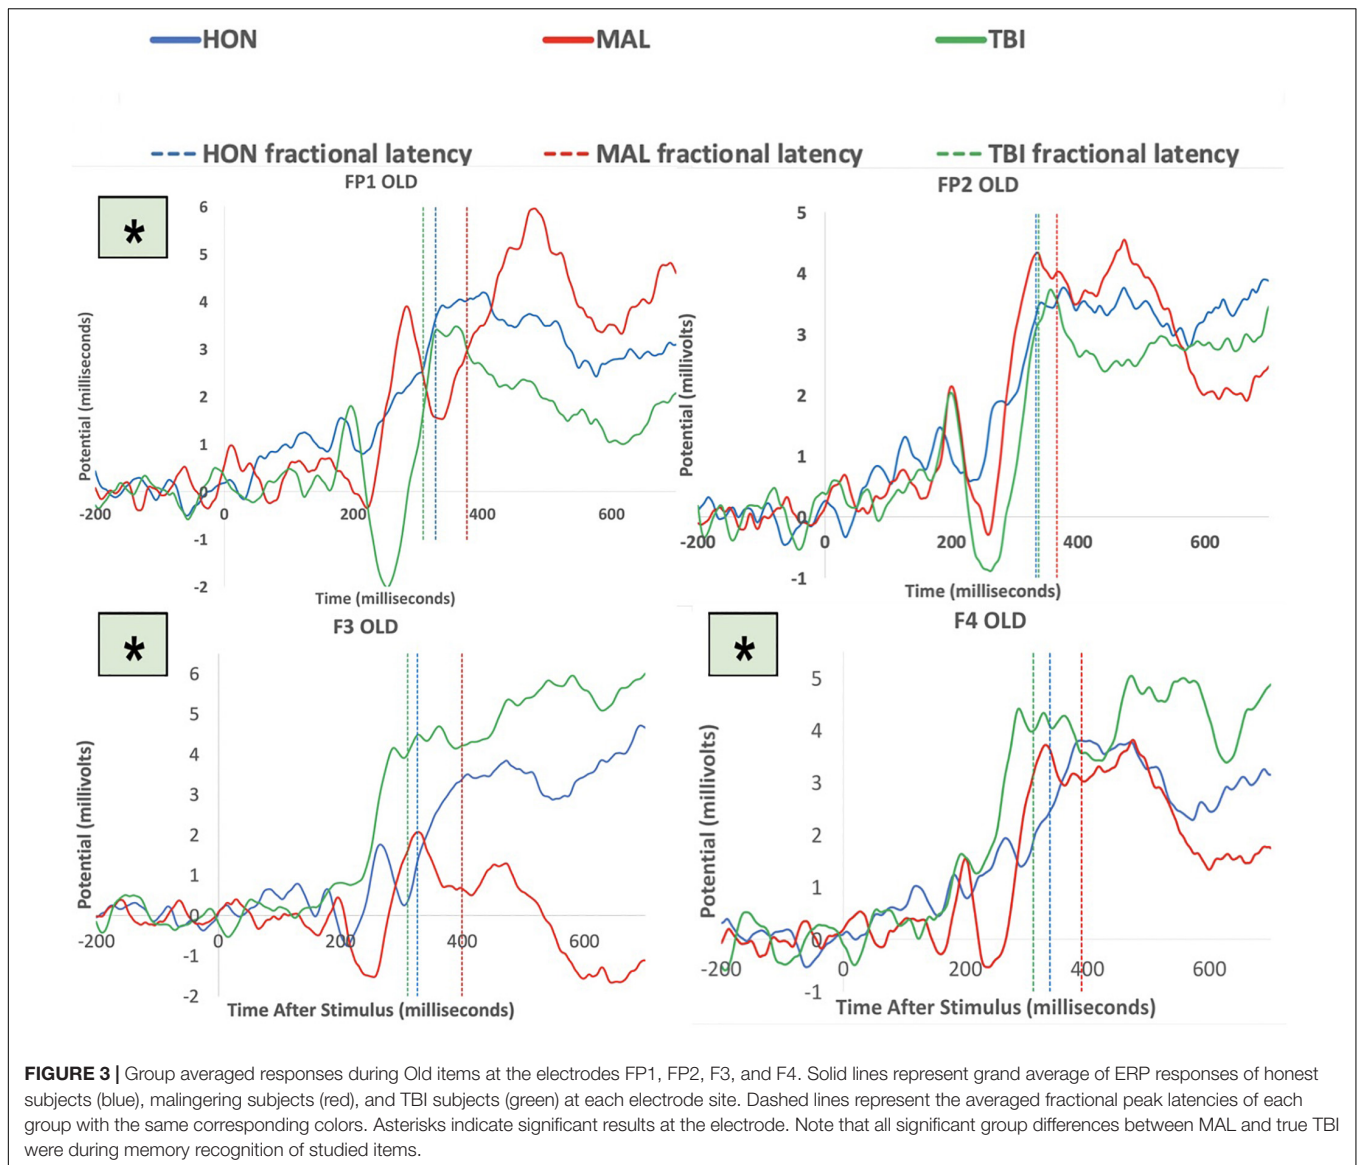 HON MAL TBI
HON fractional latency MAL fractional latency TBI fractional latency
FP1 OLD
*
6
5
4
3
2
1
0
-1
-2
-200 0 200 400 600
Potential (milliseconds)
Time (milliseconds)
FP2 OLD
5
4
3
2
1
0
-1
-200 0 200 400 600
Potential (millivolts)
Time (milliseconds)
F3 OLD
*
6
5
4
3
2
1
0
-1
-2
-200 0 200 400 600
Potential (millivolts)
Time After Stimulus (milliseconds)
F4 OLD
*
5
4
3
2
1
0
-1
-200 0 200 400 600
Potential (millivolts)
Time After Stimulus (milliseconds)
FIGURE 3 | Group averaged responses during Old items at the electrodes FP1, FP2, F3, and F4. Solid lines represent grand average of ERP responses of honest
subjects (blue), malingering subjects (red), and TBI subjects (green) at each electrode site. Dashed lines represent the averaged fractional peak latencies of each
group with the same corresponding colors. Asterisks indicate significant results at the electrode. Note that all significant group differences between MAL and true TBI
were during memory recognition of studied items.